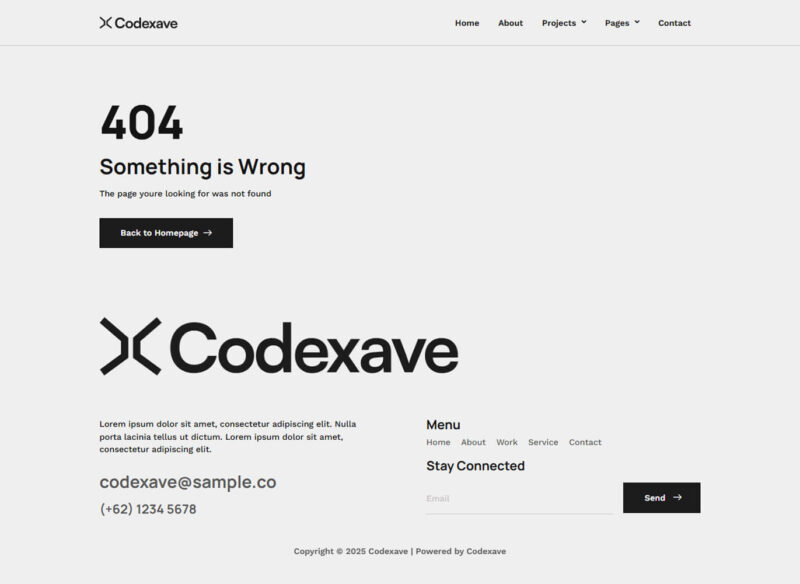 Codexave
Home About Projects Pages Contact
404
Something is Wrong
The page youre looking for was not found
Back to Homepage
Codexave
Lorem ipsum dolor sit amet, consectetur adipiscing elit. Nulla
porta lacinia tellus ut dictum. Lorem ipsum dolor sit amet,
consectetur adipiscing elit.
codexave@sample.co
(+62) 1234 5678
Menu
Home About Work Service Contact
Stay Connected
Email
Send
Copyright © 2025 Codexave | Powered by Codexave